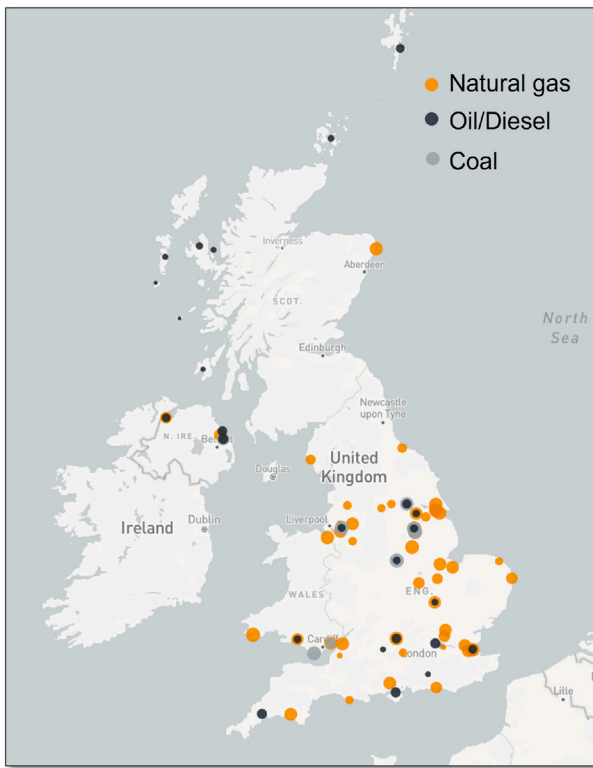 Natural gas
Oil/Diesel
Coal
Inverness
Aberdeen
SCOT.
North
Sea
Edinburgh
Newcastle
upon Tyne
N. IRE.
Douglas
United
Kingdom
Dublin
Ireland
Liverpool
WALES
ENG.
Cardiff
London
Lille